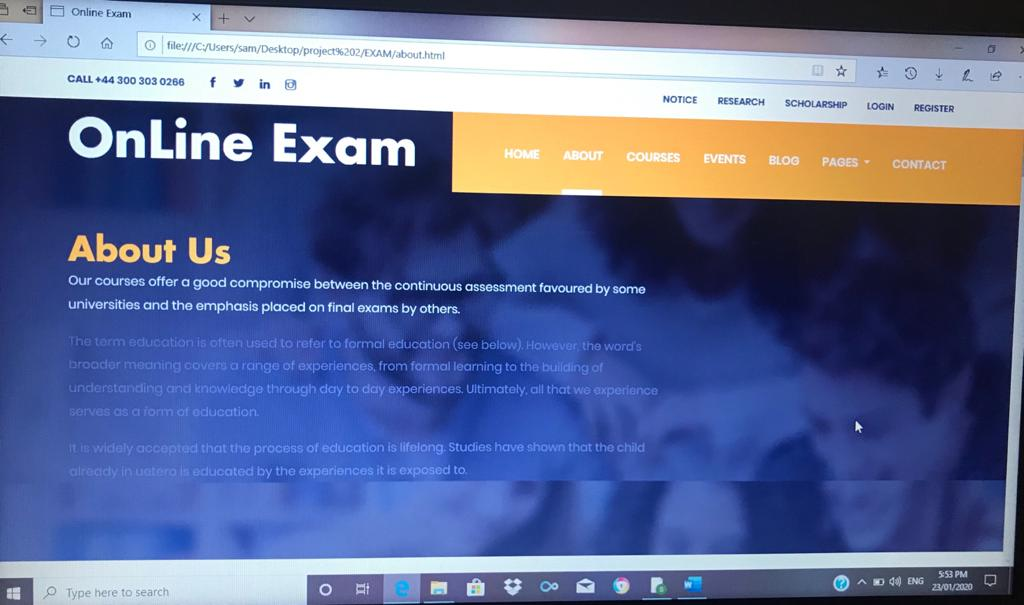 Online Exam
file:///C:/Users/sam/Desktop/project%202/EXAM/about.html
CALL +44 300 303 0266
NOTICE RESEARCH SCHOLARSHIP LOGIN REGISTER
OnLine Exam
HOME ABOUT COURSES EVENTS BLOG PAGES CONTACT
About Us
Our courses offer a good compromise between the continuous assessment favoured by some
universities and the emphasis placed on final exams by others.
The term education is often used to refer to formal education (see below). However, the word's
broader meaning covers a range of experiences, from formal learning to the building of
understanding and knowledge through day to day experiences. Ultimately, all that we experience
serves as a form of education.
It is widely accepted that the process of education is lifelong. Studies have shown that the child
already in uetero is educated by the experiences it is exposed to.
Type here to search
ENG
5:53 PM
23/01/2020